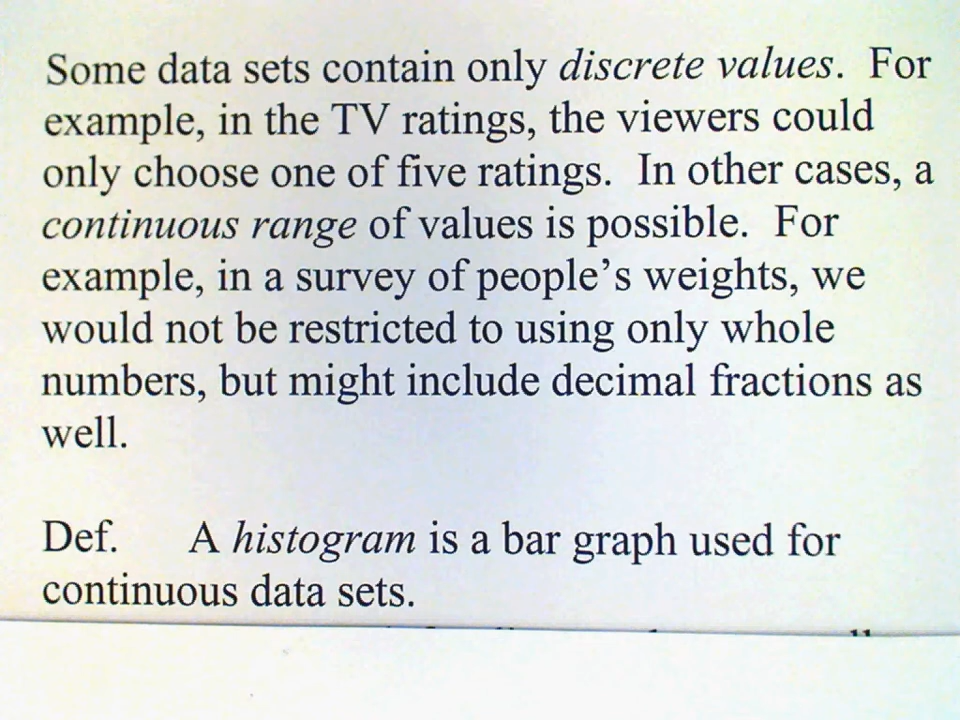 Some data sets contain only discrete values.  For
example, in the TV ratings, the viewers could
only choose one of five ratings.  In other cases, a
continuous range of values is possible.  For
example, in a survey of people’s weights, we
would not be restricted to using only whole
numbers, but might include decimal fractions as
well.
Def.      A histogram is a bar graph used for
continuous data sets.